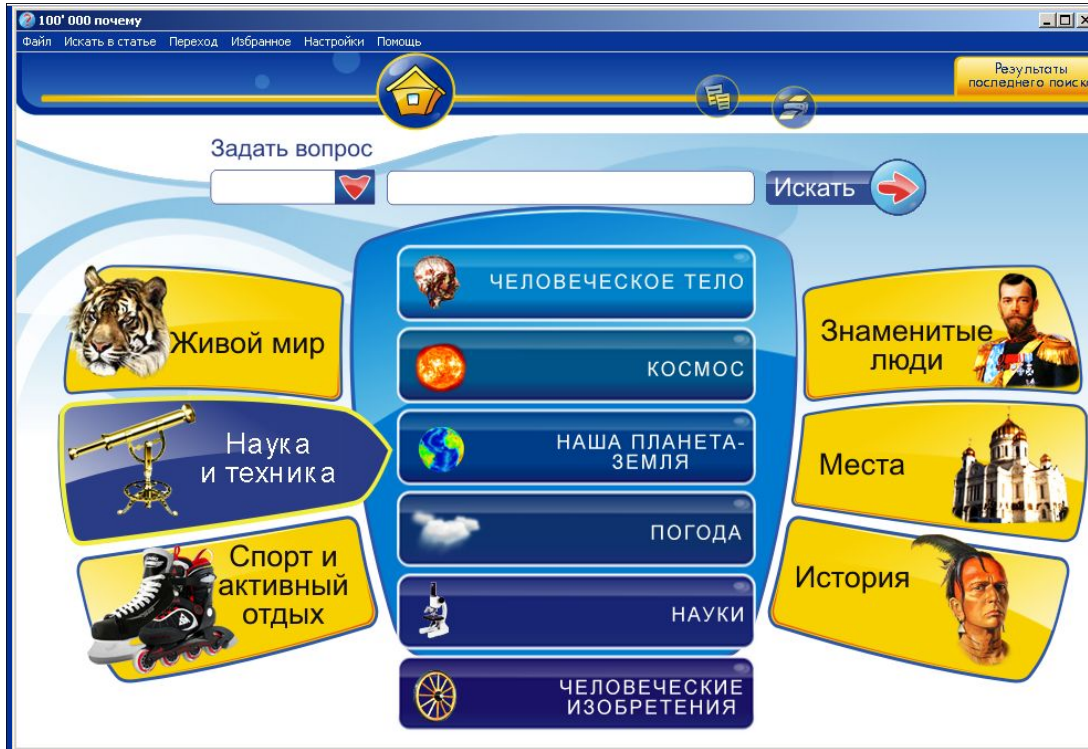 100' 000 почему
Файл Искать в статье Переход Избранное Настройки Помощь
Результаты
последнего поиска
Задать вопрос
Искать
Живой мир
Наука
и техника
Спорт и
активный
отдых
ЧЕЛОВЕЧЕСКОЕ ТЕЛО
КОСМОС
НАША ПЛАНЕТА-
ЗЕМЛЯ
ПОГОДА
НАУКИ
ЧЕЛОВЕЧЕСКИЕ
ИЗОБРЕТЕНИЯ
Знаменитые
люди
Места
История